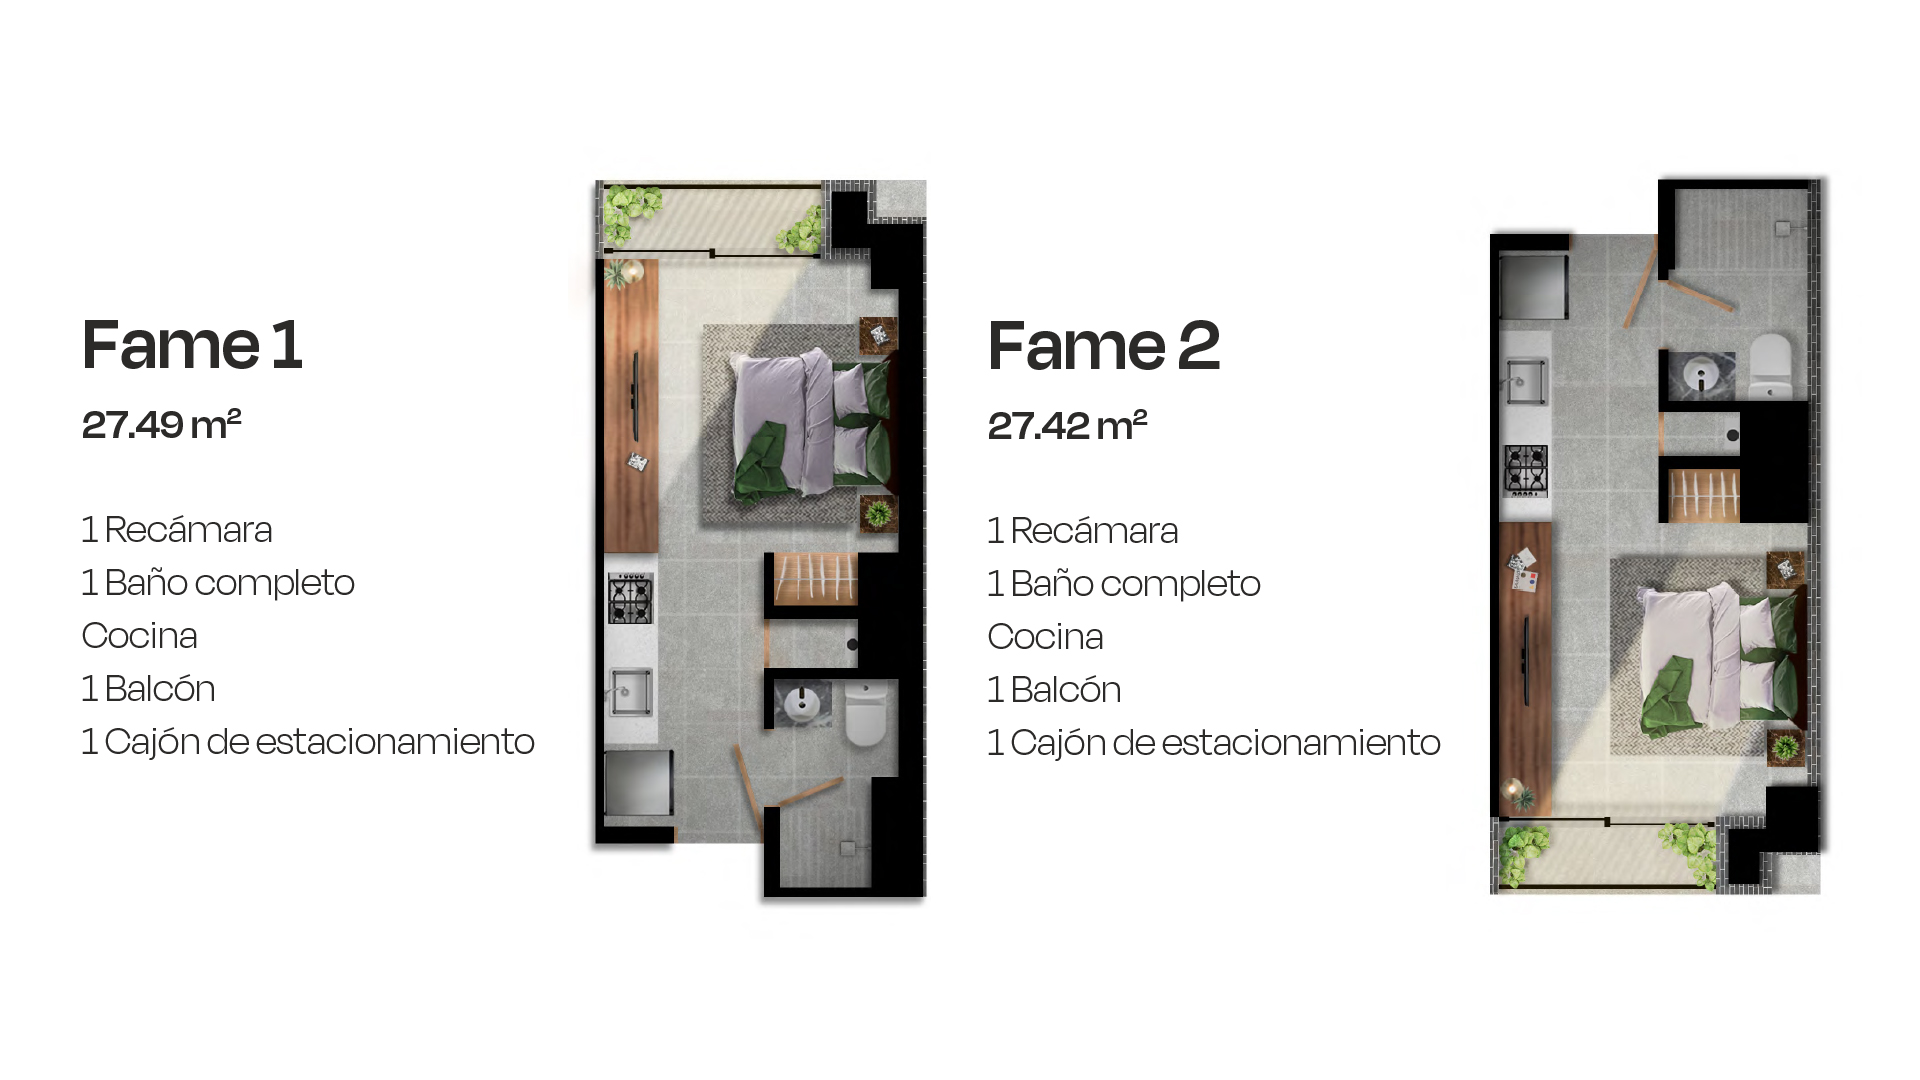 Fame 1
27.49 m²
1 Recámara
1 Baño completo
Cocina
1 Balcón
1 Cajón de estacionamiento
Fame 2
27.42 m²
1 Recámara
1 Baño completo
Cocina
1 Balcón
1 Cajón de estacionamiento